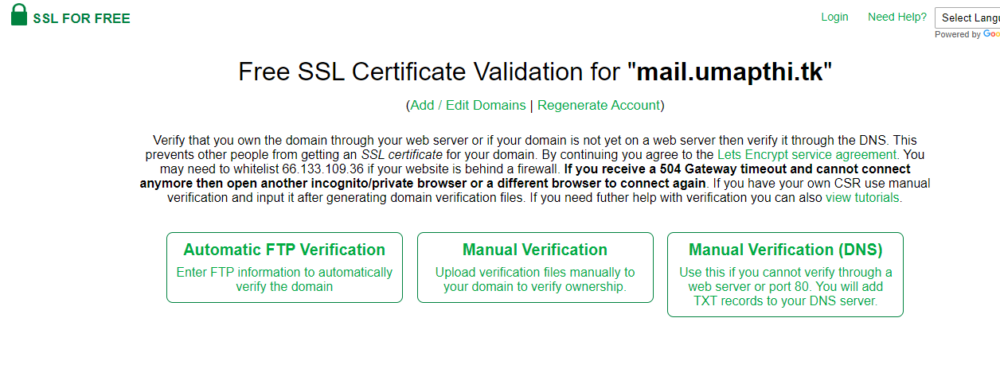 SSL FOR FREE
Login Need Help? Select Langu
Powered by Goo
Free SSL Certificate Validation for "mail.umapthi.tk"
(Add / Edit Domains | Regenerate Account)
Verify that you own the domain through your web server or if your domain is not yet on a web server then verify it through the DNS. This
prevents other people from getting an SSL certificate for your domain. By continuing you agree to the Lets Encrypt service agreement. You
may need to whitelist 66.133.109.36 if your website is behind a firewall. If you receive a 504 Gateway timeout and cannot connect
anymore then open another incognito/private browser or a different browser to connect again. If you have your own CSR use manual
verification and input it after generating domain verification files. If you need futher help with verification you can also view tutorials.
Automatic FTP Verification
Enter FTP information to automatically
verify the domain
Manual Verification
Upload verification files manually to
your domain to verify ownership.
Manual Verification (DNS)
Use this if you cannot verify through a
web server or port 80. You will add
TXT records to your DNS server.